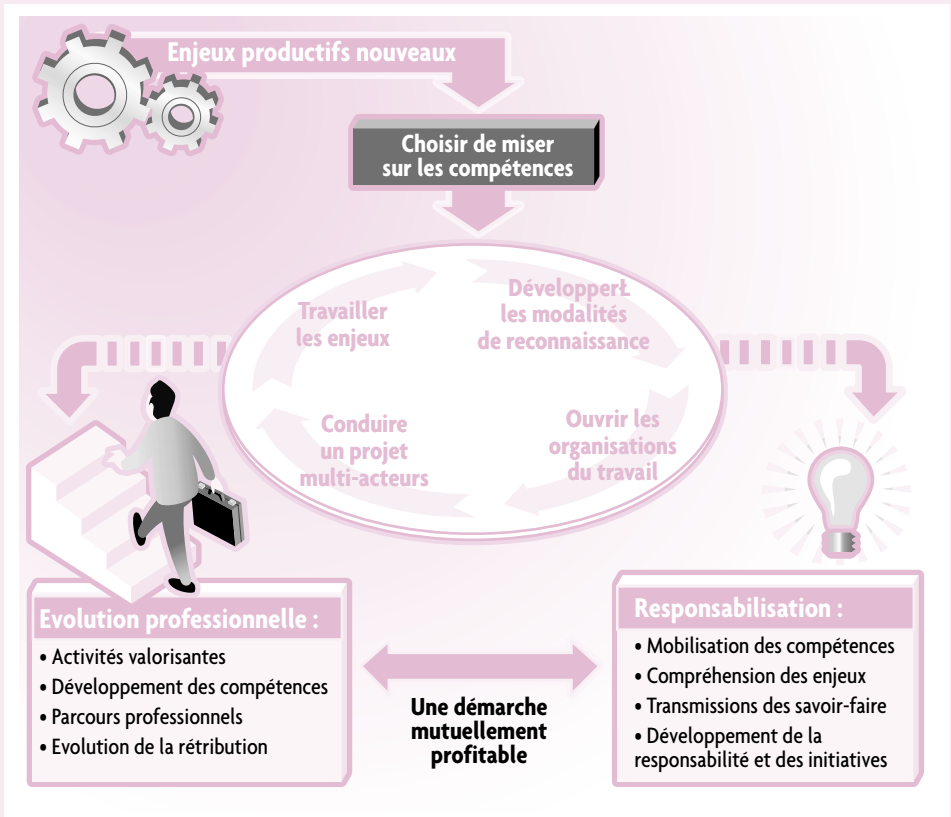 Enjeux productifs nouveaux
Choisir de miser
sur les compétences
Travailler
les enjeux
DévelopperŁ
les modalités
de reconnaissance
Conduire
un projet
multi-acteurs
Ouvrir les
organisations
du travail
Evolution professionnelle :
• Activités valorisantes
• Développement des compétences
• Parcours professionnels
• Evolution de la rétribution
Une démarche
mutuellement
profitable
Responsabilisation :
• Mobilisation des compétences
• Compréhension des enjeux
• Transmissions des savoir-faire
• Développement de la
responsabilité et des initiatives